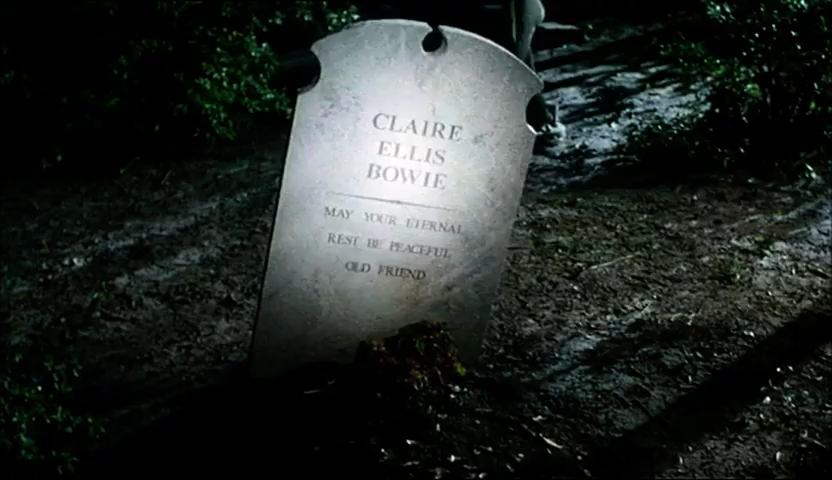 CLAIRE
ELLIS
BOWIE
MAY YOUR ETERNAL
REST BE PEACEFUL
OLD FRIEND